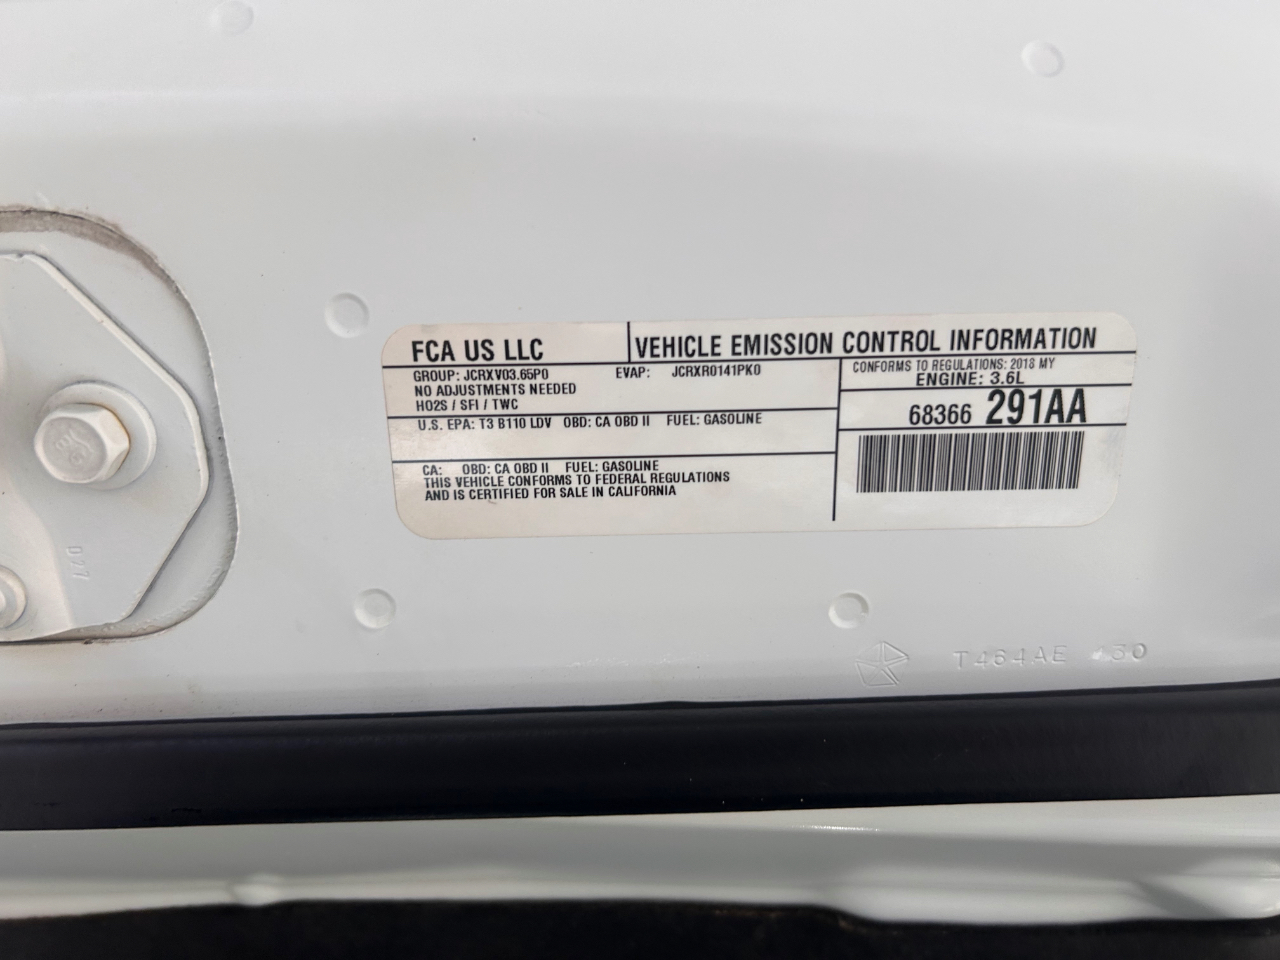 FCA US LLC
VEHICLE EMISSION CONTROL INFORMATION
GROUP: JCRXV03.65P0 EVAP: JCRXR0141PK0
NO ADJUSTMENTS NEEDED
HO2S / SFI / TWC
CONFORMS TO REGULATIONS: 2018 MY
ENGINE: 3.6L
68366 291AA
U.S. EPA: T3 B110 LDV OBD: CA OBD II FUEL: GASOLINE
CA: OBD: CA OBD II FUEL: GASOLINE
THIS VEHICLE CONFORMS TO FEDERAL REGULATIONS
AND IS CERTIFIED FOR SALE IN CALIFORNIA
D77
T464AE